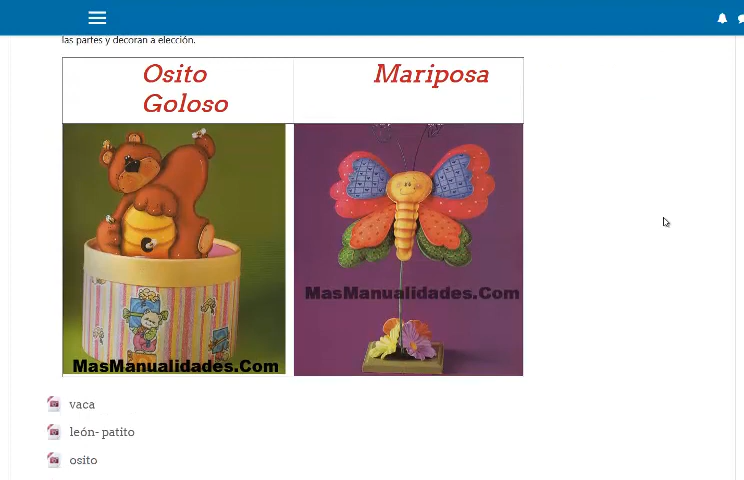 las partes y decoran a elección.
Osito
Goloso
Mariposa
MasManualidades.Com
MasManualidades.Com
vaca
león- patito
osito